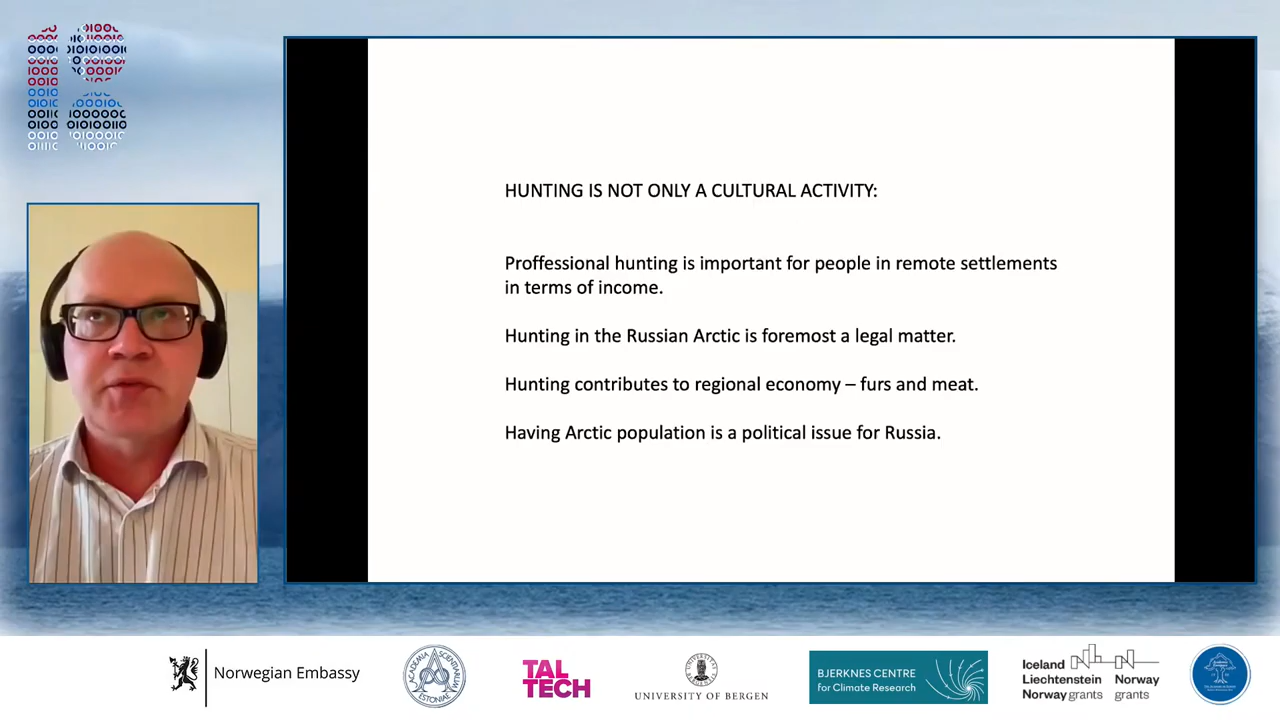 HUNTING IS NOT ONLY A CULTURAL ACTIVITY:
Proffessional hunting is important for people in remote settlements
in terms of income.
Hunting in the Russian Arctic is foremost a legal matter.
Hunting contributes to regional economy – furs and meat.
Having Arctic population is a political issue for Russia.
Norwegian Embassy
ACADEMIA SCIENTIARUM ESTONIAE
TAL
TECH
UNIVERSITY OF BERGEN
BJERKNES CENTRE
for Climate Research
Iceland
Liechtenstein
Norway grants
Norway
grants